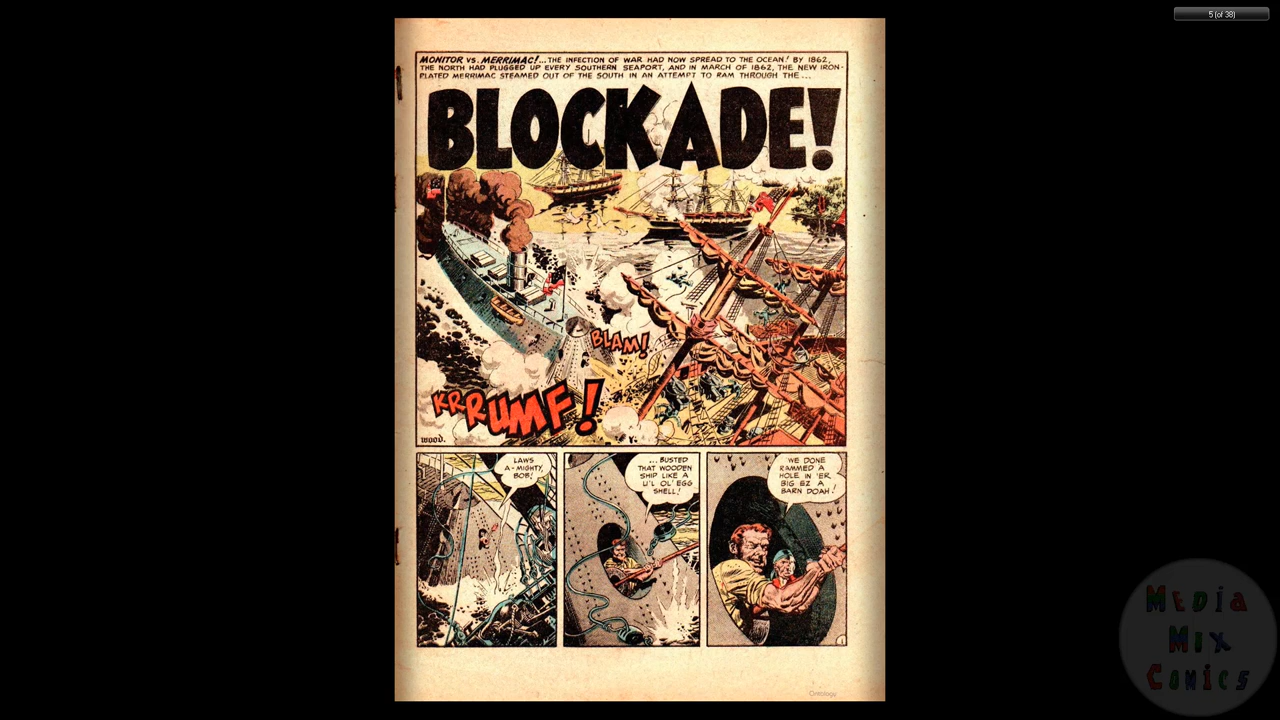 5 (of 38)
MONITOR VS. MERRIMAC!...THE INFECTION OF WAR HAD NOW SPREAD TO THE OCEAN! BY 1862,
THE NORTH HAD PLUGGED UP EVERY SOUTHERN SEAPORT, AND IN MARCH OF 1862, THE NEW IRON-
PLATED MERRIMAC STEAMED OUT OF THE SOUTH IN AN ATTEMPT TO RAM THROUGH THE...
BLOCKADE!
BLAM!
KRRRUMF!
WOOD.
LAWS
A-MIGHTY,
BOB!
...BUSTED
THAT WOODEN
SHIP LIKE A
LI'L OL' EGG
SHELL!
WE DONE
RAMMED A
HOLE IN 'ER
BIG EZ A
BARN DOAH!
1
Oncology
MEDIA
MIX
COMICS